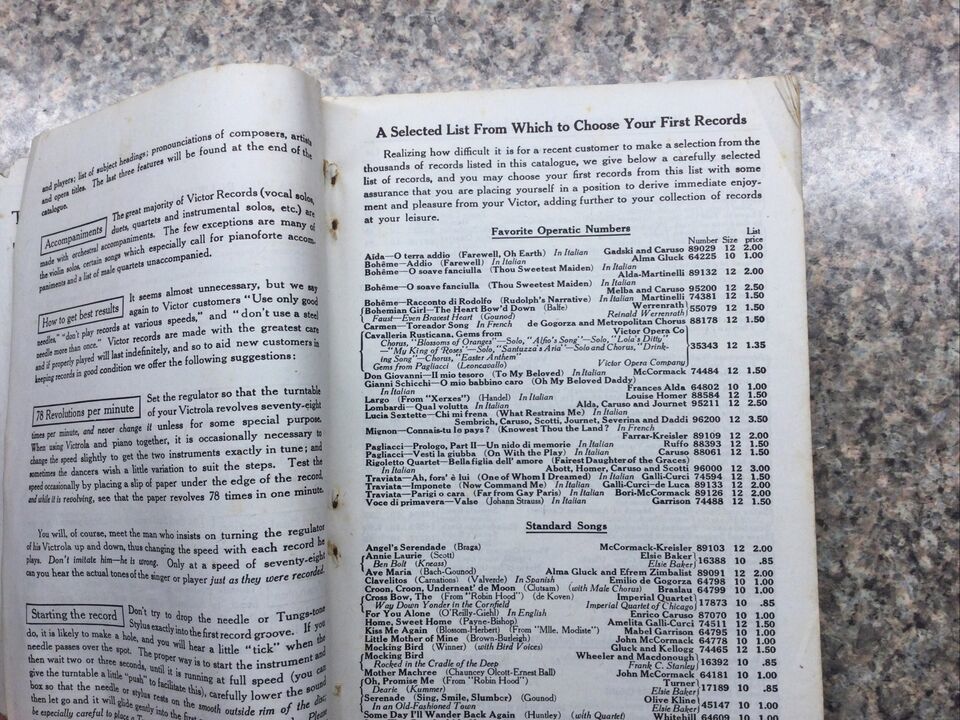 and players; list of subject headings; pronounciations of composers, artists
and opera titles. The last three features will be found at the end of the
catalogue.
Accompaniments The great majority of Victor Records (vocal solos,
duets, quartets and instrumental solos, etc.) are
made with orchestral accompaniments. The few exceptions are many of
the violin solos, certain songs which especially call for pianoforte accom-
paniments and a list of male quartets unaccompanied.
How to get best results It seems almost unnecessary, but we say
again to Victor customers "Use only good
needles," "don't play records at various speeds," and "don't use a steel
needle more than once." Victor records are made with the greatest care
and if properly played will last indefinitely, and so to aid new customers in
keeping records in good condition we offer the following suggestions:
78 Revolutions per minute Set the regulator so that the turntable
of your Victrola revolves seventy-eight
times per minute, and never change it unless for some special purpose.
When using Victrola and piano together, it is occasionally necessary to
change the speed slightly to get the two instruments exactly in tune; and
sometimes the dancers wish a little variation to suit the steps. Test the
speed occasionally by placing a slip of paper under the edge of the record,
and while it is revolving, see that the paper revolves 78 times in one minute.
You will, of course, meet the man who insists on turning the regulator
of his Victrola up and down, thus changing the speed with each record he
plays. Don't imitate him—he is wrong. Only at a speed of seventy-eight
can you hear the actual tones of the singer or player just as they were recorded.
Starting the record Don't try to drop the needle or Tungs-tone
Stylus exactly into the first record groove. If you
do, it is likely to make a hole, and you will hear a little "tick" when the
needle passes over the spot. The proper way is to start the instrument and
then wait two or three seconds, until it is running at full speed (you can
give the turntable a little "push" to facilitate this), carefully lower the sound
box so that the needle or stylus rests on the smooth outside rim of the disc
then let go and it will glide gently into the first
be especially careful to place
A Selected List From Which to Choose Your First Records
Realizing how difficult it is for a recent customer to make a selection from the
thousands of records listed in this catalogue, we give below a carefully selected
list of records, and you may choose your first records from this list with some
assurance that you are placing yourself in a position to derive immediate enjoy-
ment and pleasure from your Victor, adding further to your collection of records
at your leisure.
Favorite Operatic Numbers
Number Size List price
Aïda—O terra addio (Farewell, Oh Earth) In Italian Gadski and Caruso 89029 12 2.00
Bohême—Addio (Farewell) In Italian Alma Gluck 64225 10 1.00
Bohême—O soave fanciulla (Thou Sweetest Maiden) In Italian
Alda-Martinelli 89132 12 2.00
Bohême—O soave fanciulla (Thou Sweetest Maiden) In Italian
Melba and Caruso 95200 12 2.50
Bohême—Racconto di Rodolfo (Rudolph's Narrative) In Italian Martinelli 74381 12 1.50
Bohemian Girl—The Heart Bow'd Down (Balfe) Werrenrath
Faust—Even Bravest Heart (Gounod) Reinald Werrenrath 55079 12 1.50
Carmen—Toreador Song In French de Gogorza and Metropolitan Chorus 88178 12 1.50
Cavalleria Rusticana, Gems from Victor Opera Co
Chorus, "Blossoms of Oranges"—Solo, "Alfio's Song"—Solo, "Lola's Ditty"
—"My King of Roses"—Solo, "Santuzza's Aria"—Solo and Chorus, "Drink-
ing Song"—Chorus, "Easter Anthem" 35343 12 1.35
Gems from Pagliacci (Leoncavallo) Victor Opera Company
Don Giovanni—Il mio tesoro (To My Beloved) In Italian McCormack 74484 12 1.50
Gianni Schicchi—O mio babbino caro (Oh My Beloved Daddy)
In Italian Frances Alda 64802 10 1.00
Largo (From "Xerxes") (Handel) In Italian Louise Homer 88584 12 1.50
Lombardi—Qual volutta In Italian Alda, Caruso and Journet 95211 12 2.50
Lucia Sextette—Chi mi frena (What Restrains Me) In Italian
Sembrich, Caruso, Scotti, Journet, Severina and Daddi 96200 12 3.50
Mignon—Connais-tu le pays? (Knowest Thou the Land? In French
Farrar-Kreisler 89109 12 2.00
Pagliacci—Prologo, Part II—Un nido di memorie In Italian Ruffo 88393 12 1.50
Pagliacci—Vesti la giubba (On With the Play) In Italian Caruso 88061 12 1.50
Rigoletto Quartet—Bella figlia dell' amore (Fairest Daughter of the Graces)
In Italian Abott, Homer, Caruso and Scotti 96000 12 3.00
Traviata—Ah, fors' è lui (One of Whom I Dreamed) In Italian Galli-Curci 74594 12 1.50
Traviata—Imponete (Now Command Me) In Italian Galli-Curci-de Luca 89133 12 2.00
Traviata—Parigi o cara (Far from Gay Paris) In Italian Bori-McCormack 89126 12 2.00
Voce di primavera—Valse (Johann Strauss) In Italian Garrison 74488 12 1.50
Standard Songs
Angel's Serendade (Braga) McCormack-Kreisler 89103 12 2.00
Annie Laurie (Scott) Elsie Baker
Ben Bolt (Kneass) Elsie Baker 16388 10 .85
Ave Maria (Bach-Gounod) Alma Gluck and Efrem Zimbalist 89091 12 2.00
Clavelitos (Carnations) (Valverde) In Spanish Emilio de Gogorza 64798 10 1.00
Croon, Croon, Underneat' de Moon (Clutsam) (with Male Chorus) Braslau 64799 10 1.00
Cross Bow, The (From "Robin Hood") (de Koven) Imperial Quartet
Way Down Yonder in the Cornfield Imperial Quartet of Chicago 17873 10 .85
For You Alone (O'Reilly-Giehl) In English Enrico Caruso 87070 10 1.00
Home, Sweet Home (Payne-Bishop) Amelita Galli-Curci 74511 12 1.50
Kiss Me Again (Blossom-Herbert) (From "Mlle. Modiste") Mabel Garrison 64795 10 1.00
Little Mother of Mine (Brown-Burleigh) John McCormack 64778 10 1.00
Mocking Bird (Winner) (with Bird Voices) Gluck and Kellogg 74465 12 1.50
Mocking Bird Wheeler and Macdonough
Rocked in the Cradle of the Deep Frank C. Stanley 16392 10 .85
Mother Machree (Chauncey Olcott-Ernest Ball) John McCormack 64181 10 1.00
Oh, Promise Me (From "Robin Hood") Turner
Dearie (Kummer) Elsie Baker 17189 10 .85
Serenade (Sing, Smile, Slumber) (Gounod) Olive Kline
In an Old-Fashioned Town Elsie Baker 45147 10 1.00
Some Day I'll Wander Back Again (Huntley) (with Quartet) Whitehill 64609 10 1.00